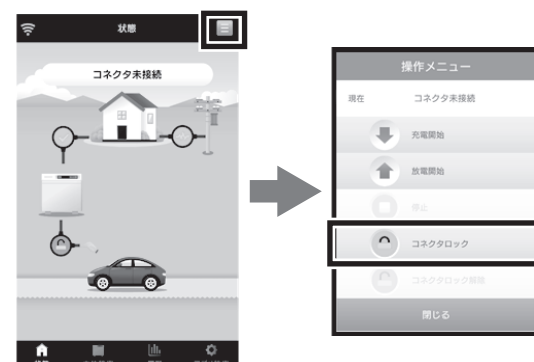 状態
コネクタ未接続
操作メニュー
現在 コネクタ未接続
充電開始
放電開始
停止
コネクタロック
コネクタロック解除
閉じる
状態